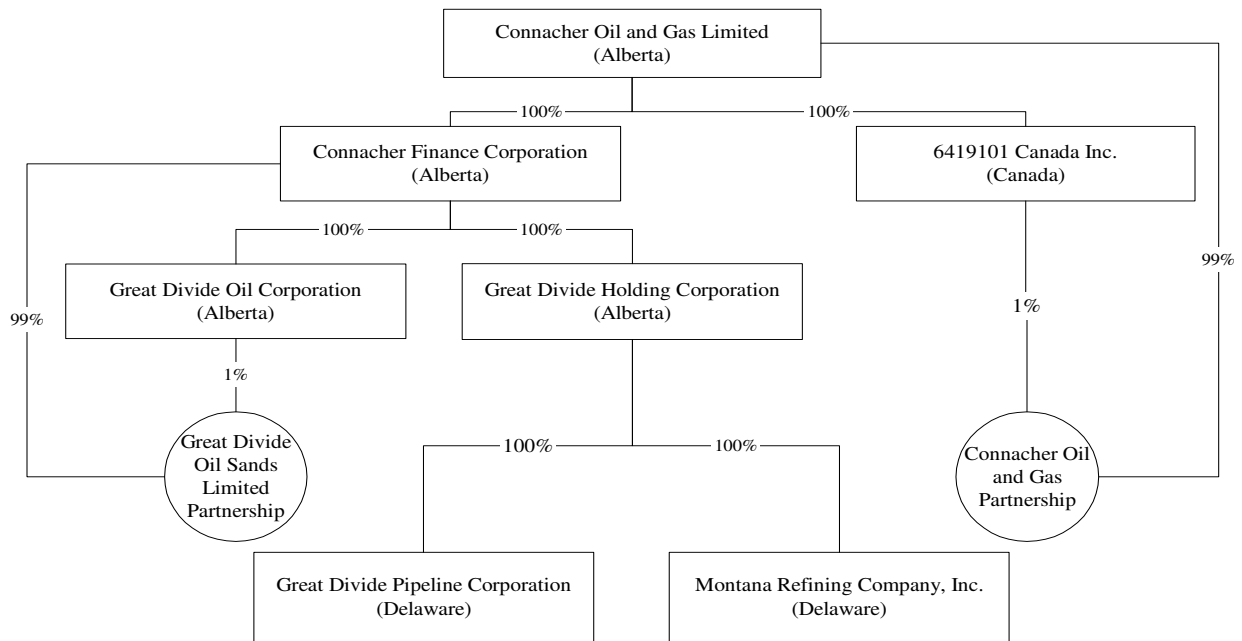 Connacher Oil and Gas Limited
(Alberta)
100%
100%
Connacher Finance Corporation
(Alberta)
6419101 Canada Inc.
(Canada)
100%
100%
99%
Great Divide Oil Corporation
(Alberta)
Great Divide Holding Corporation
(Alberta)
99%
1%
1%
Great Divide
Oil Sands
Limited
Partnership
100%
100%
Connacher Oil
and Gas
Partnership
Great Divide Pipeline Corporation
(Delaware)
Montana Refining Company, Inc.
(Delaware)